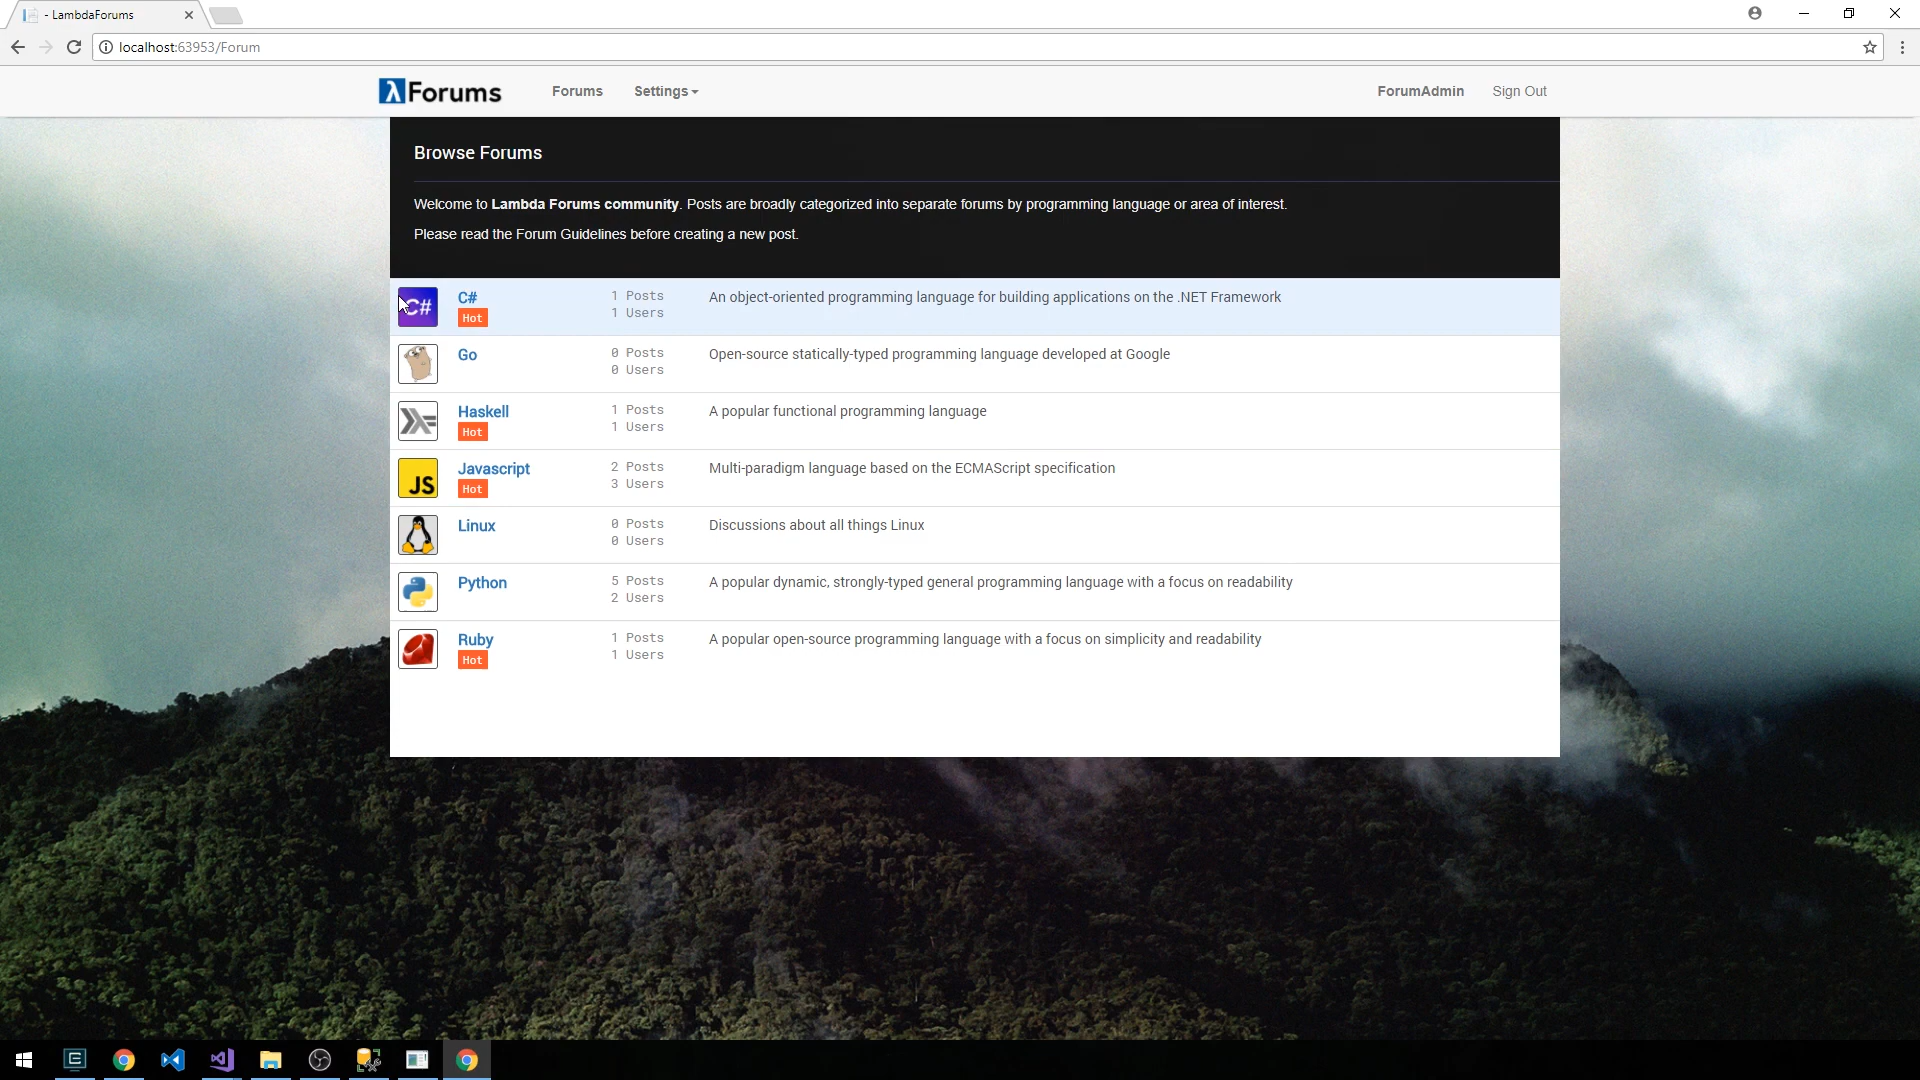 - LambdaForums
localhost:63953/Forum
λForums
Forums
Settings
ForumAdmin
Sign Out
Browse Forums
Welcome to Lambda Forums community. Posts are broadly categorized into separate forums by programming language or area of interest.
Please read the Forum Guidelines before creating a new post.
C#
C#
Hot
1 Posts
1 Users
An object-oriented programming language for building applications on the .NET Framework
Go
0 Posts
0 Users
Open-source statically-typed programming language developed at Google
Haskell
Hot
1 Posts
1 Users
A popular functional programming language
JS
Javascript
Hot
2 Posts
3 Users
Multi-paradigm language based on the ECMAScript specification
Linux
0 Posts
0 Users
Discussions about all things Linux
Python
5 Posts
2 Users
A popular dynamic, strongly-typed general programming language with a focus on readability
Ruby
Hot
1 Posts
1 Users
A popular open-source programming language with a focus on simplicity and readability